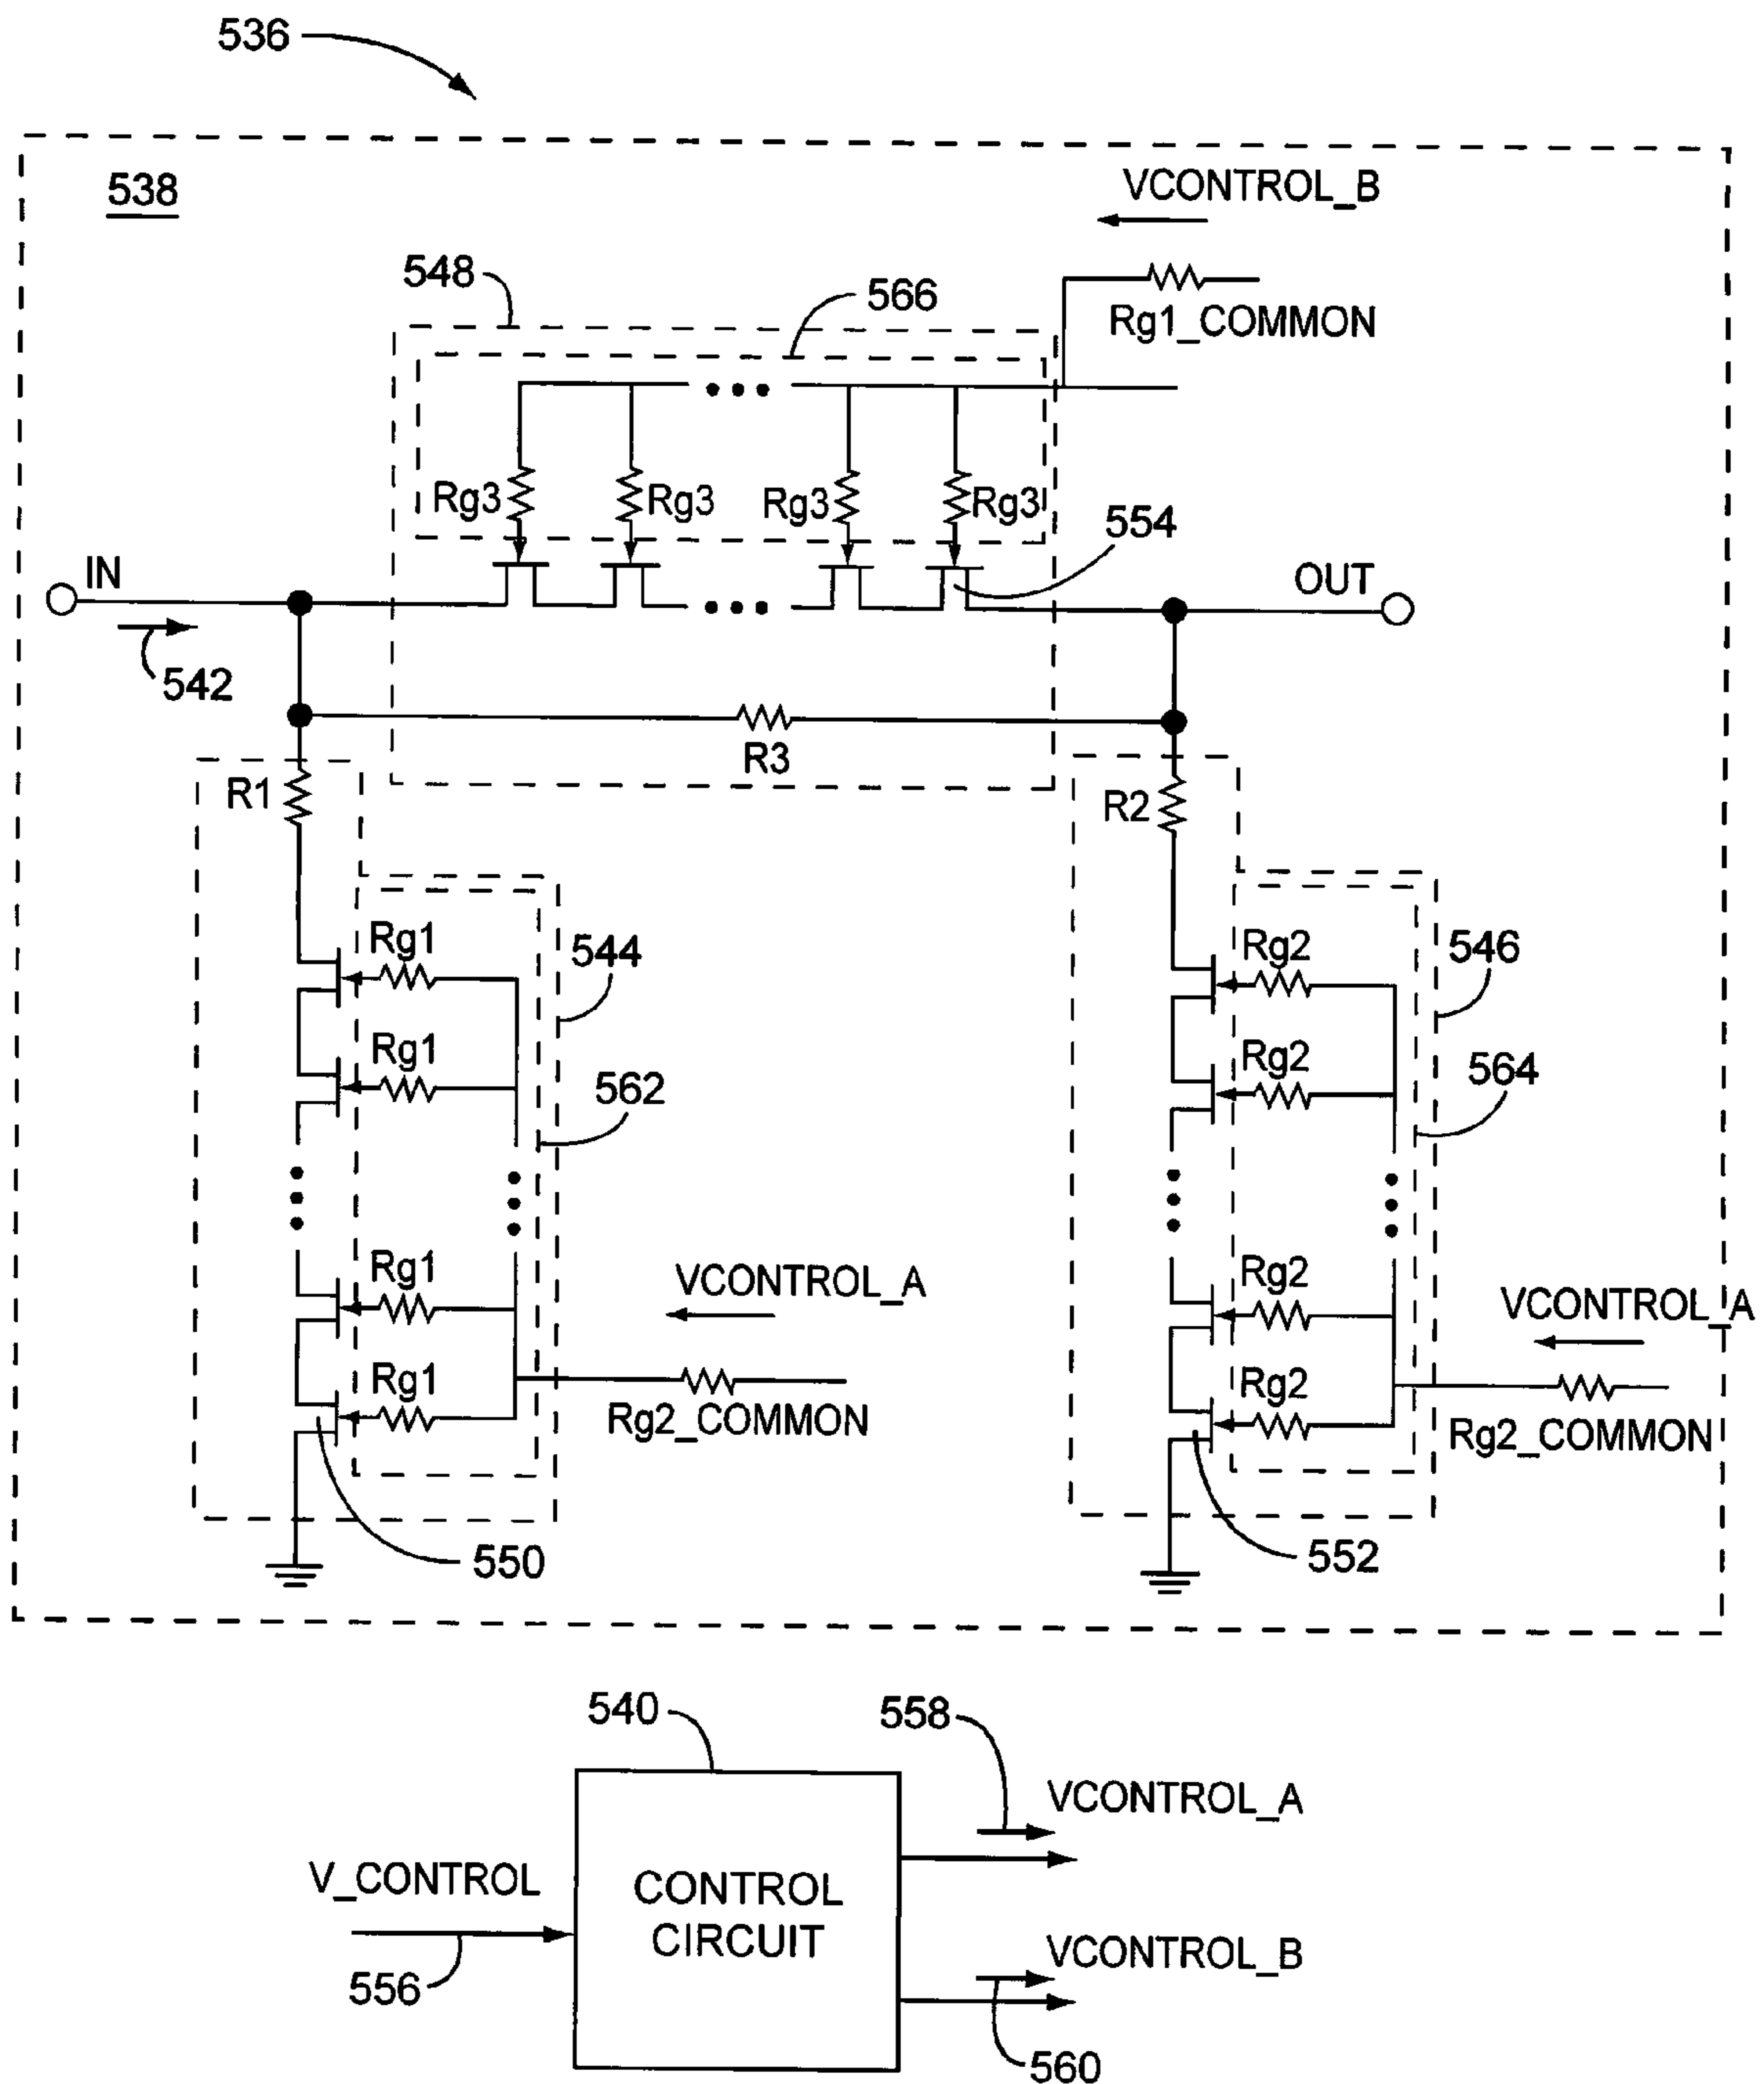 536
538
VCONTROL_B
548
566
Rg1_COMMON
Rg3 Rg3 Rg3 Rg3
554
IN
OUT
542
R3
R1
R2
Rg1
544
Rg2
546
Rg1
562
Rg2
564
Rg1
VCONTROL_A
Rg2
VCONTROL_A
Rg1
Rg2_COMMON
Rg2
Rg2_COMMON
550
552
540
558
VCONTROL_A
V_CONTROL
CONTROL
CIRCUIT
VCONTROL_B
556
560